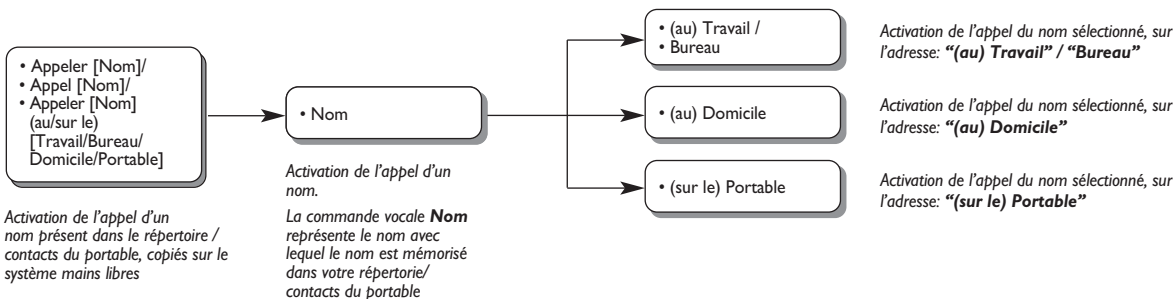 • Appeler [Nom]/
• Appel [Nom]/
• Appeler [Nom]
(au/sur le)
[Travail/Bureau/
Domicile/Portable]
Activation de l'appel d'un
nom présent dans le répertoire /
contacts du portable, copiés sur le
système mains libres
• Nom
Activation de l'appel d'un
nom.
La commande vocale Nom
représente le nom avec
lequel le nom est mémorisé
dans votre répertorie/
contacts du portable
• (au) Travail /
• Bureau
Activation de l'appel du nom sélectionné, sur
l'adresse: "(au) Travail" / "Bureau"
• (au) Domicile
Activation de l'appel du nom sélectionné, sur
l'adresse: "(au) Domicile"
• (sur le) Portable
Activation de l'appel du nom sélectionné, sur
l'adresse: "(sur le) Portable"